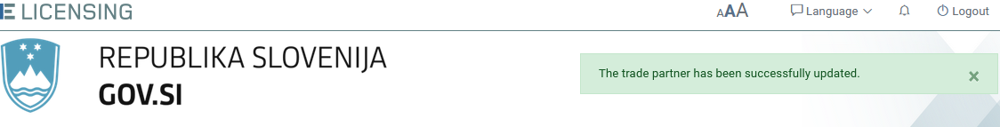 E LICENSING
AAA
Language
Logout
REPUBLIKA SLOVENIJA
GOV.SI
The trade partner has been successfully updated.
×